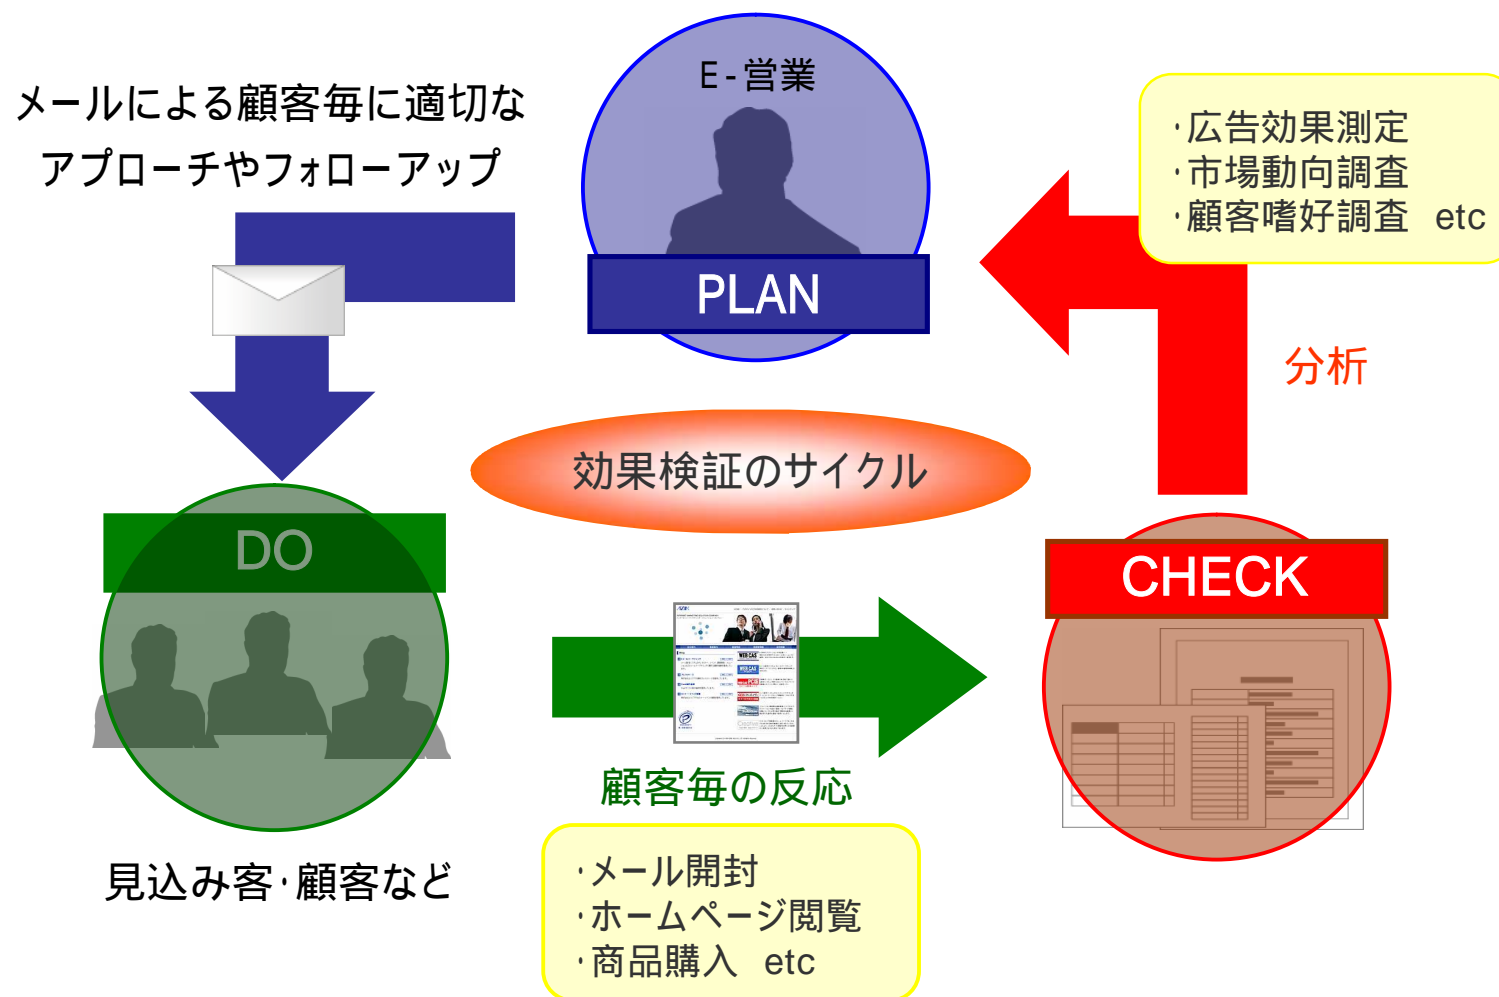 E-営業
PLAN
メールによる顧客毎に適切な
アプローチやフォローアップ
・広告効果測定
・市場動向調査
・顧客嗜好調査 etc
分析
効果検証のサイクル
DO
見込み客・顧客など
CHECK
顧客毎の反応
・メール開封
・ホームページ閲覧
・商品購入 etc